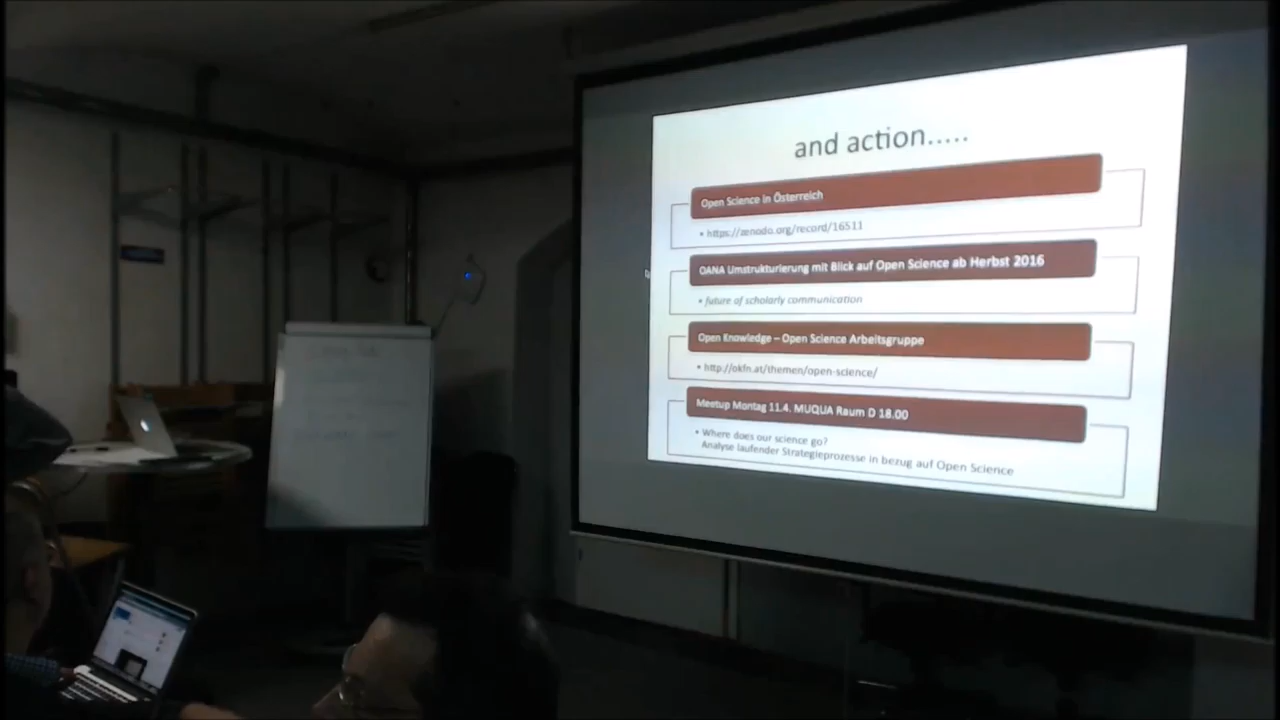 and action.....
Open Science in Österreich
• https://zenodo.org/record/16511
OANA Umstrukturierung mit Blick auf Open Science ab Herbst 2016
• future of scholarly communication
Open Knowledge – Open Science Arbeitsgruppe
• http://okfn.at/themen/open-science/
Meetup Montag 11.4. MUQUA Raum D 18.00
• Where does our science go?
Analyse laufender Strategieprozesse in bezug auf Open Science